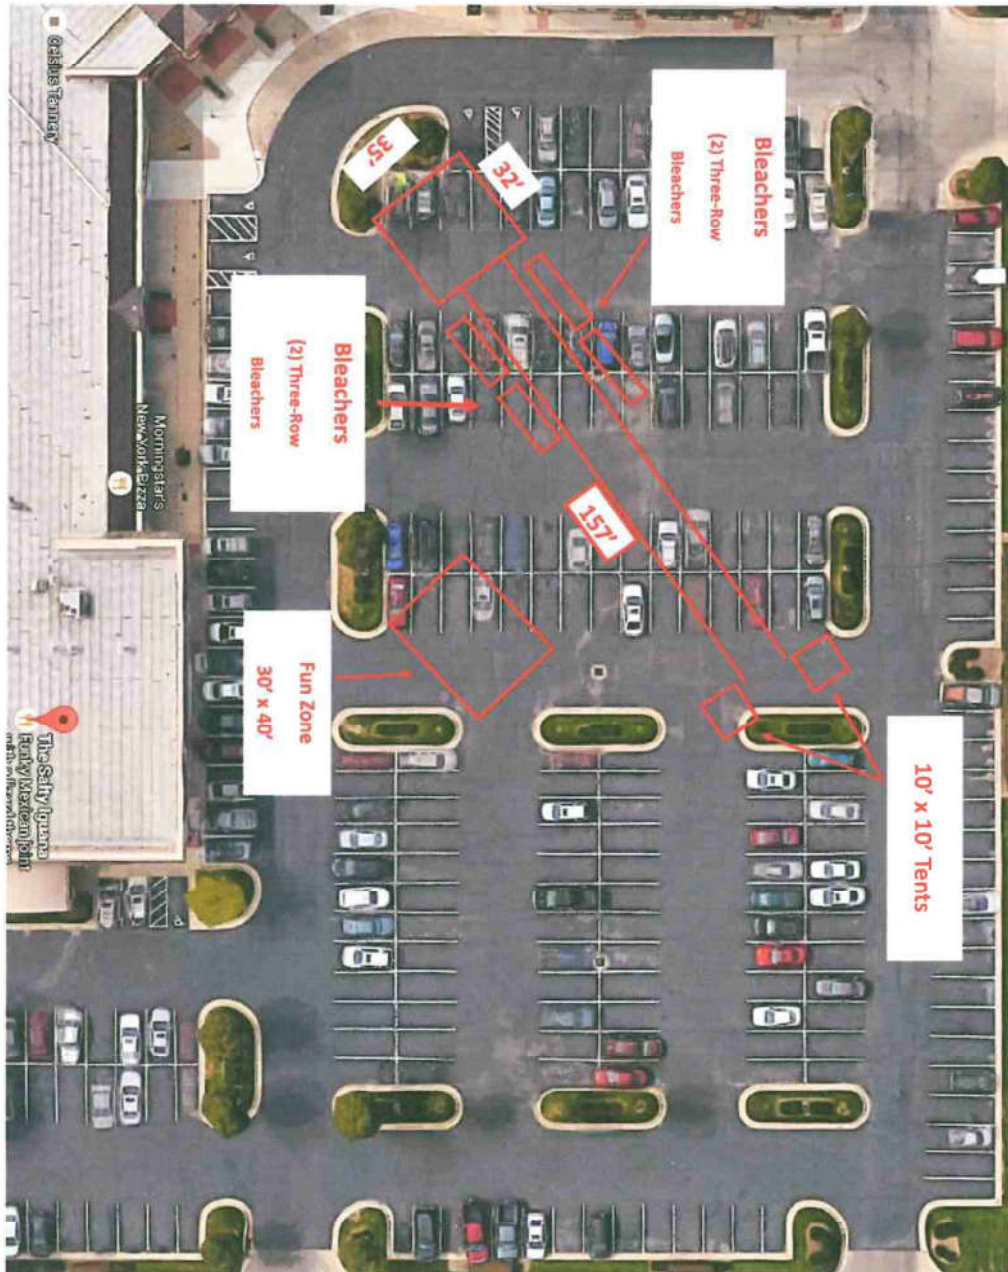 Celsius Tannery
35'
32'
Bleachers
(2) Three-Row
Bleachers
Bleachers
(2) Three-Row
Bleachers
Morningstar's
New York Pizza
157'
Fun Zone
30' x 40'
10' x 10' Tents
The Salty Iguana
Funky Mexican joint